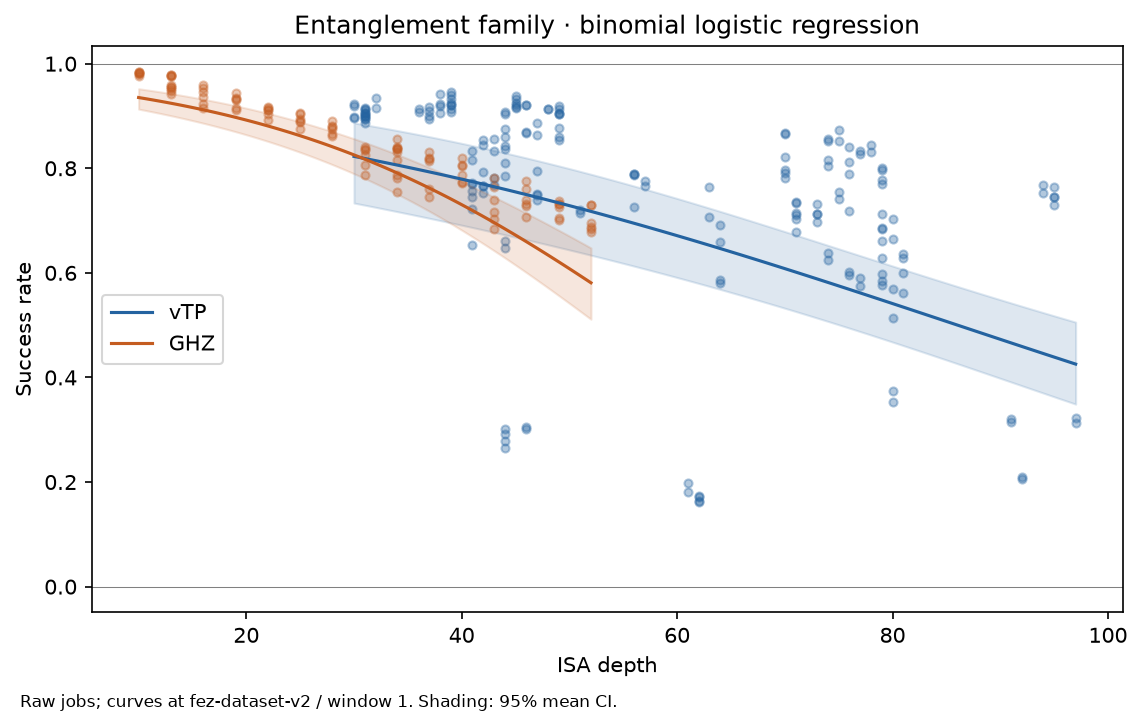 Entanglement family · binomial logistic regression
1.0
0.8
0.6
0.4
0.2
0.0
Success rate
vTP
GHZ
20
40
60
80
100
ISA depth
Raw jobs; curves at fez-dataset-v2 / window 1. Shading: 95% mean CI.